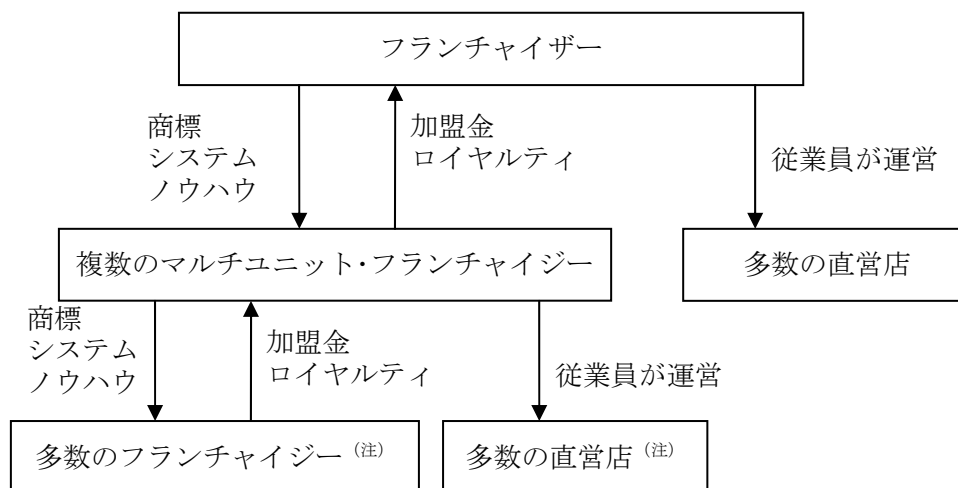 フランチャイザー
商標
システム
ノウハウ
加盟金
ロイヤルティ
従業員が運営
複数のマルチユニット・フランチャイジー
多数の直営店
商標
システム
ノウハウ
加盟金
ロイヤルティ
従業員が運営
多数のフランチャイジー（注）
多数の直営店（注）